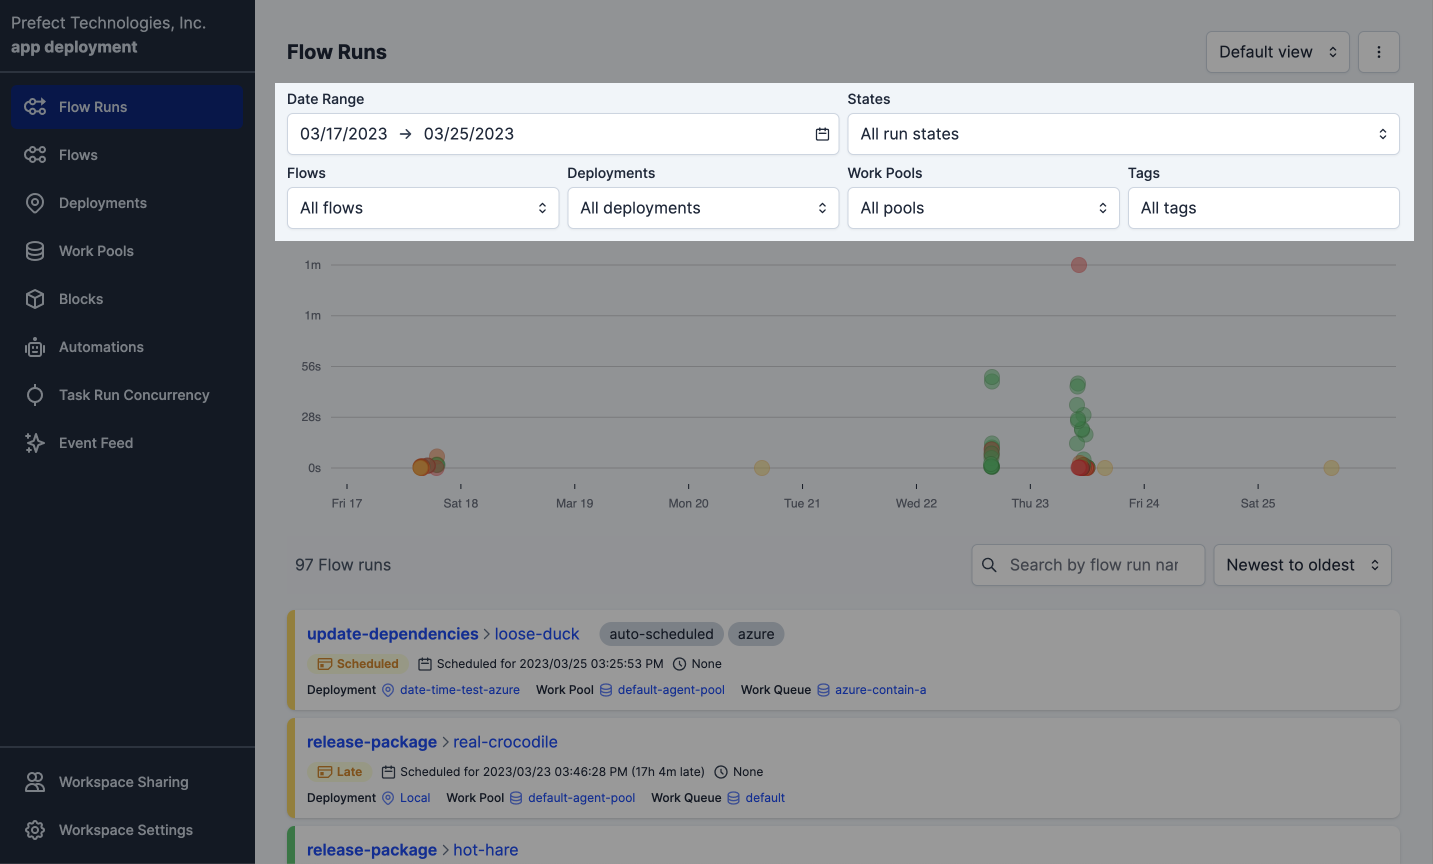 Prefect Technologies, Inc.
app deployment
Flow Runs
Flows
Deployments
Work Pools
Blocks
Automations
Task Run Concurrency
Event Feed
Workspace Sharing
Workspace Settings
Flow Runs
Default view
Date Range
03/17/2023 → 03/25/2023
States
All run states
Flows
All flows
Deployments
All deployments
Work Pools
All pools
Tags
All tags
1m
1m
56s
28s
0s
Fri 17 Sat 18 Mar 19 Mon 20 Tue 21 Wed 22 Thu 23 Fri 24 Sat 25
97 Flow runs
Search by flow run nar
Newest to oldest
update-dependencies > loose-duck auto-scheduled azure
Scheduled Scheduled for 2023/03/25 03:25:53 PM None
Deployment date-time-test-azure Work Pool default-agent-pool Work Queue azure-contain-a
release-package > real-crocodile
Late Scheduled for 2023/03/23 03:46:28 PM (17h 4m late) None
Deployment Local Work Pool default-agent-pool Work Queue default
release-package > hot-hare